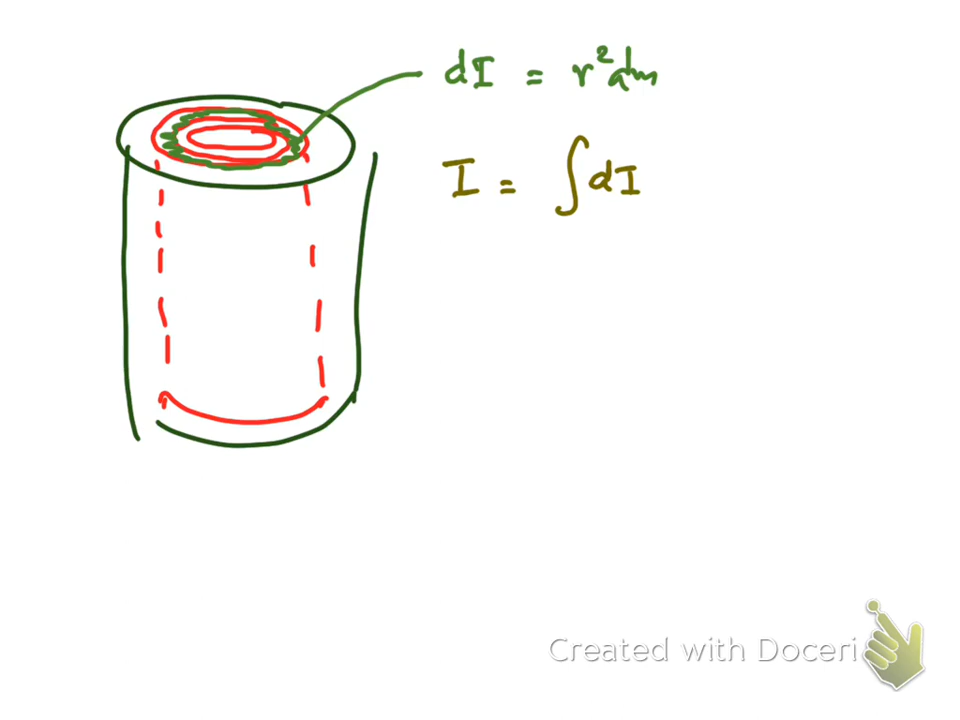 dI = r²dm
I = ∫dI
Created with Doceri